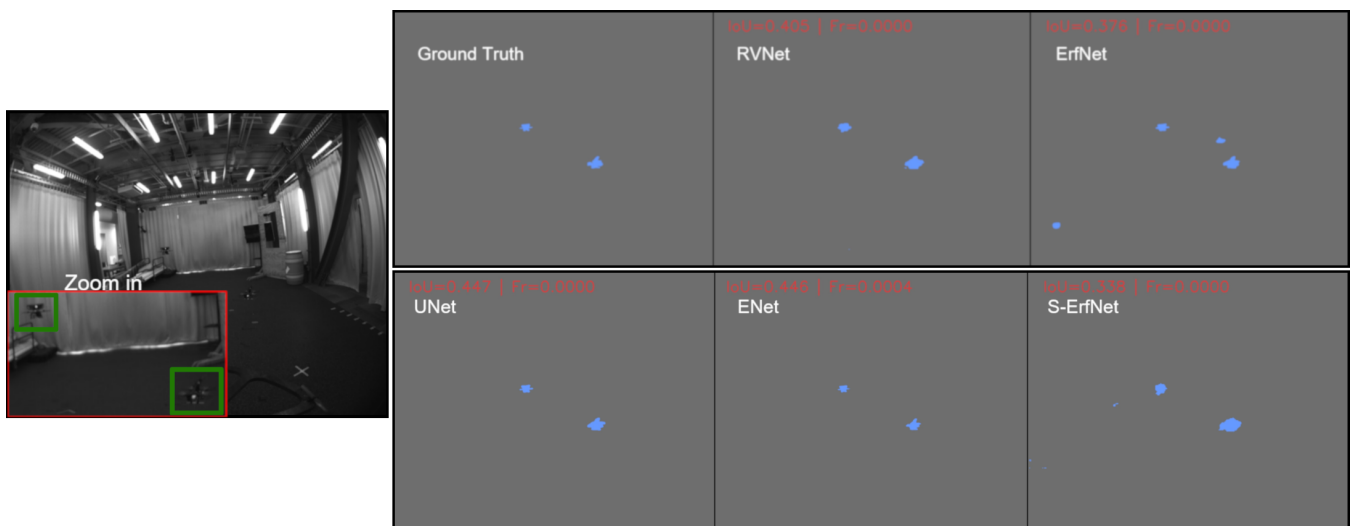 Ground Truth
IoU=0.405 | Fr=0.0000
RVNet
IoU=0.376 | Fr=0.0000
ErfNet
Zoom in
IoU=0.447 | Fr=0.0000
UNet
IoU=0.446 | Fr=0.0004
ENet
IoU=0.338 | Fr=0.0000
S-ErfNet